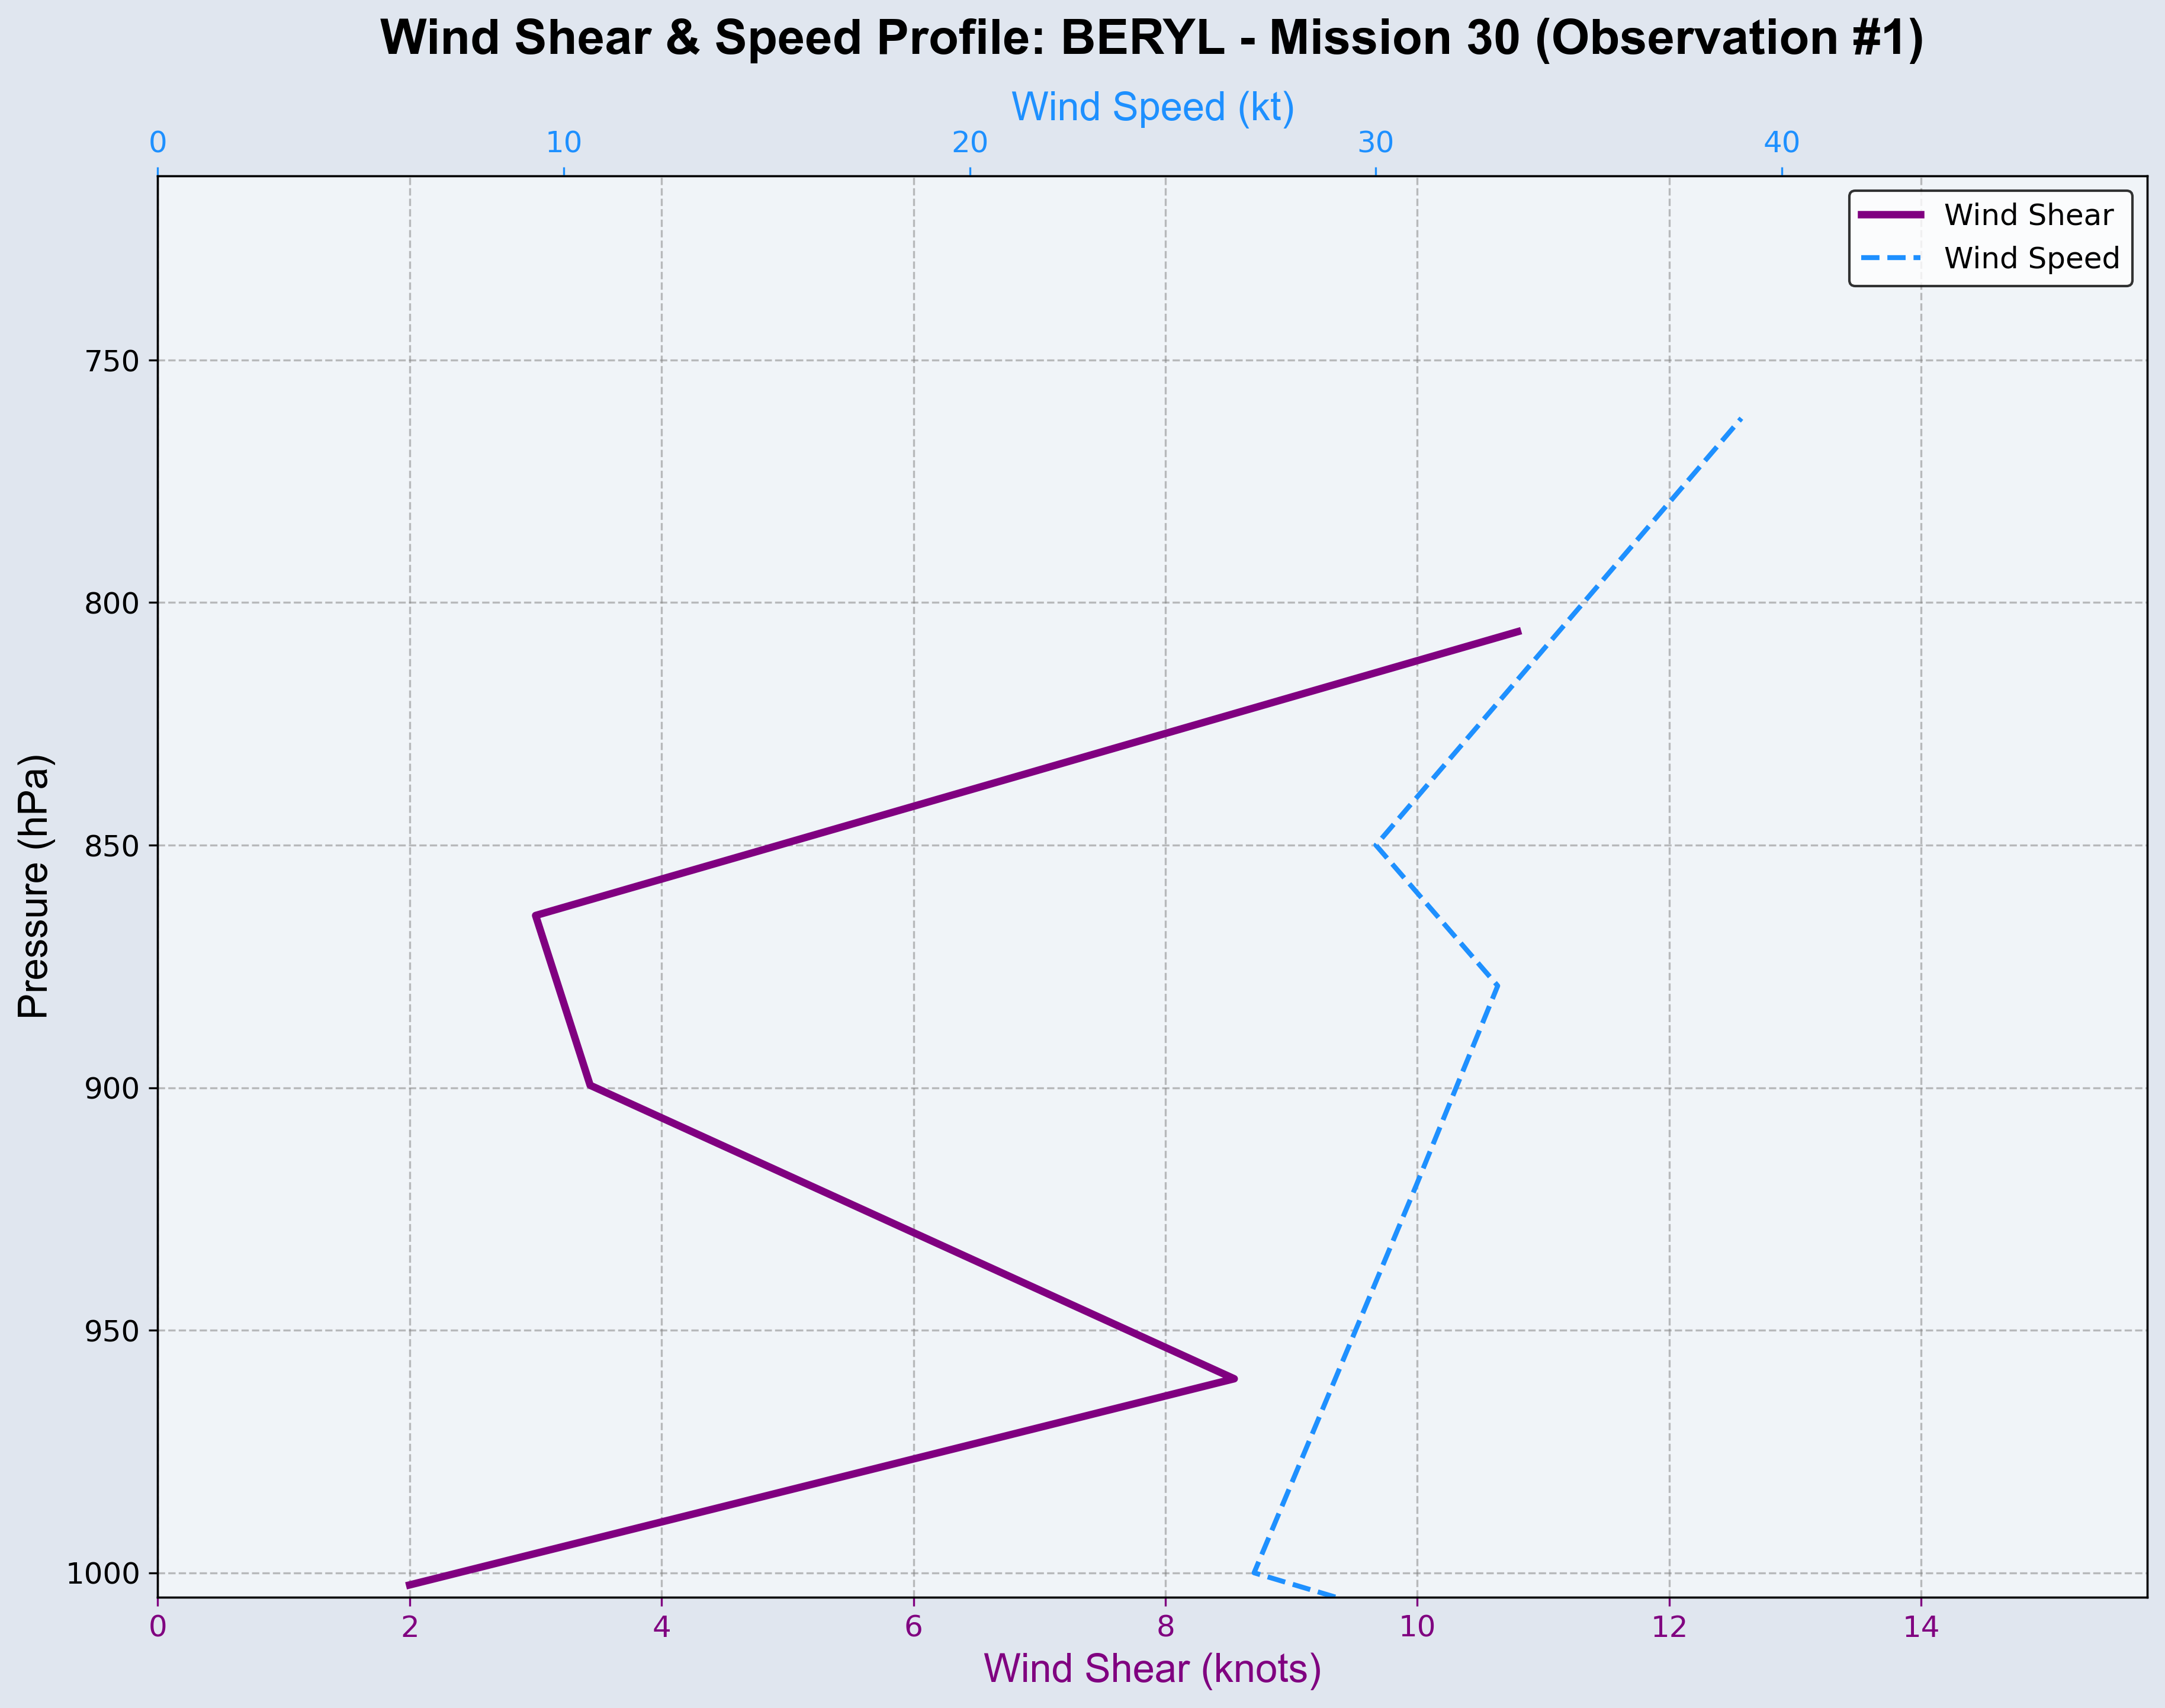 Wind Shear & Speed Profile: BERYL - Mission 30 (Observation #1)
Wind Speed (kt)
0 10 20 30 40
Wind Shear
Wind Speed
750
800
850
900
950
1000
Pressure (hPa)
0 2 4 6 8 10 12 14
Wind Shear (knots)